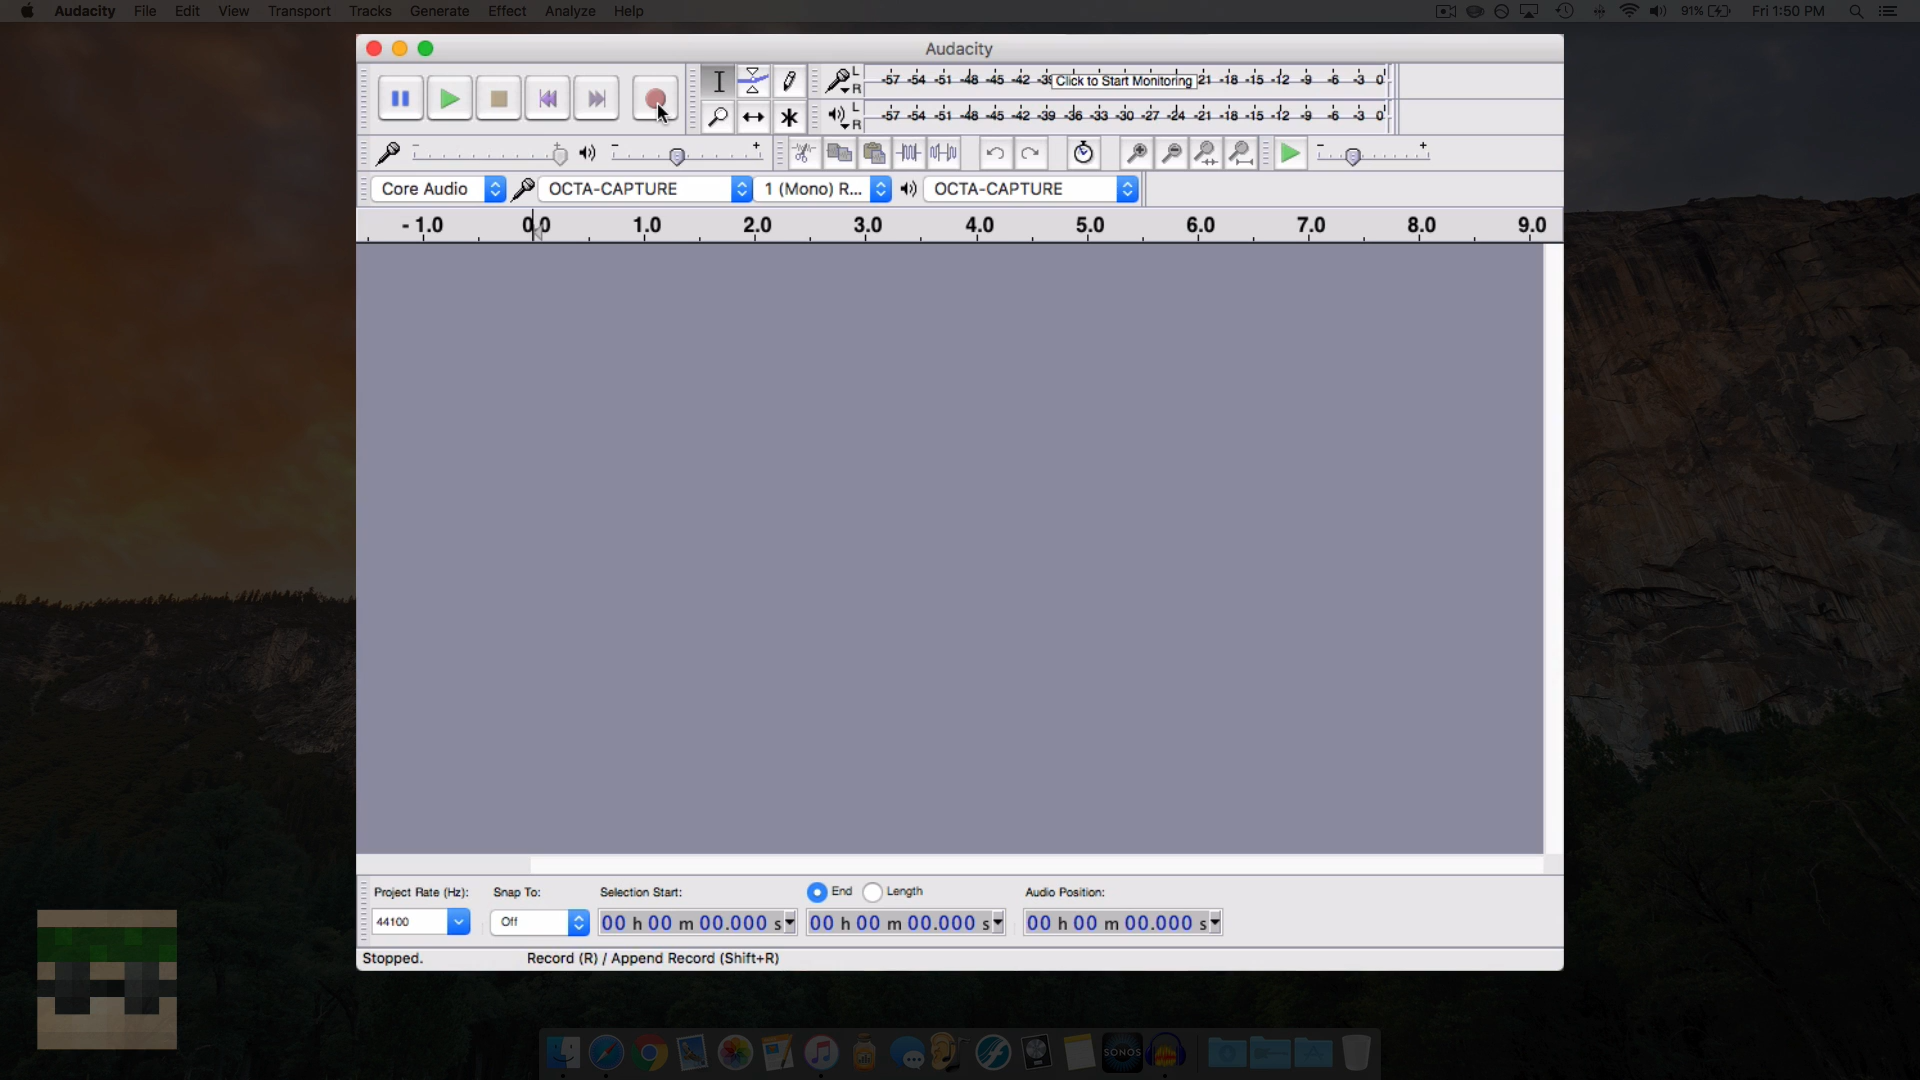 Audacity File Edit View Transport Tracks Generate Effect Analyze Help 91% Fri 1:50 PM
Audacity
L -57 -54 -51 -48 -45 -42 Click to Start Monitoring 21 -18 -15 -12 -9 -6 -3 0
R
L -57 -54 -51 -48 -45 -42 -39 -36 -33 -30 -27 -24 -21 -18 -15 -12 -9 -6 -3 0
R
- + - + - +
Core Audio OCTA-CAPTURE 1 (Mono) R... OCTA-CAPTURE
- 1.0 0.0 1.0 2.0 3.0 4.0 5.0 6.0 7.0 8.0 9.0
Project Rate (Hz): Snap To: Selection Start: End Length Audio Position:
44100 Off 00 h 00 m 00.000 s 00 h 00 m 00.000 s 00 h 00 m 00.000 s
Stopped. Record (R) / Append Record (Shift+R)
SONOS